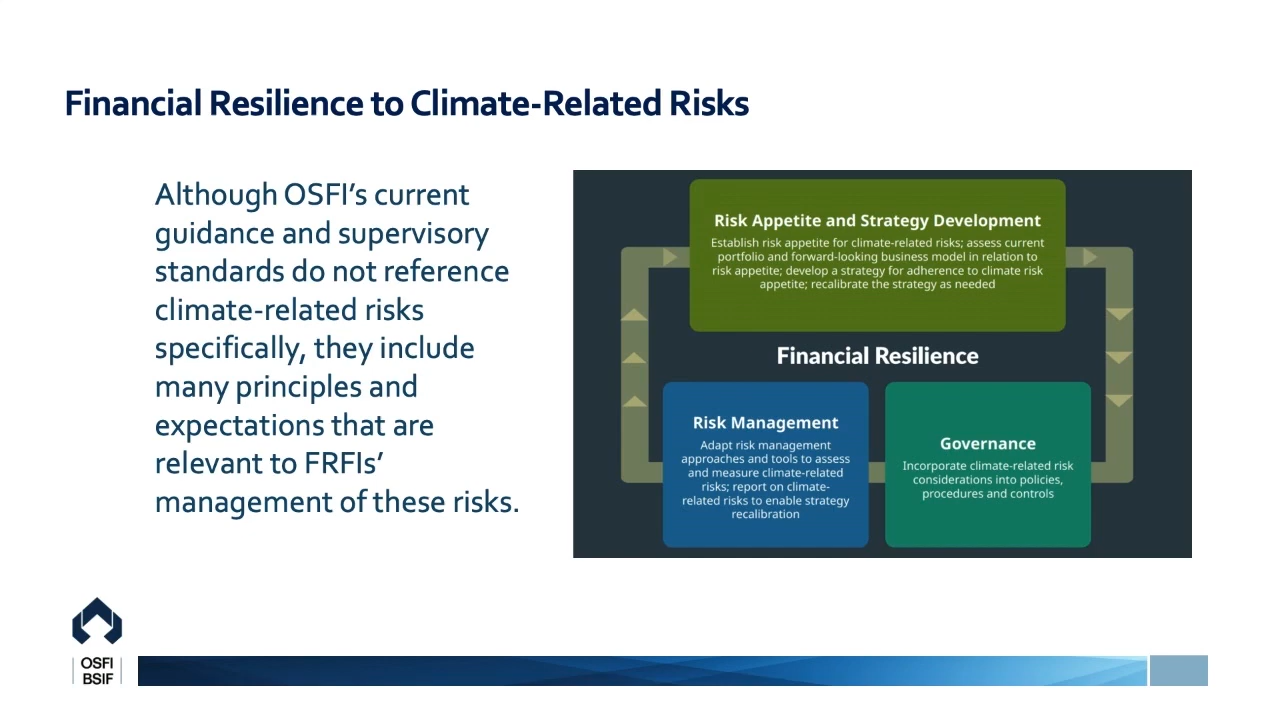 Financial Resilience to Climate-Related Risks
Although OSFI’s current
guidance and supervisory
standards do not reference
climate-related risks
specifically, they include
many principles and
expectations that are
relevant to FRFIs’
management of these risks.
Risk Appetite and Strategy Development
Establish risk appetite for climate-related risks; assess current
portfolio and forward-looking business model in relation to
risk appetite; develop a strategy for adherence to climate risk
appetite; recalibrate the strategy as needed
Financial Resilience
Risk Management
Adapt risk management
approaches and tools to assess
and measure climate-related
risks; report on climate-
related risks to enable strategy
recalibration
Governance
Incorporate climate-related risk
considerations into policies,
procedures and controls
OSFI
BSIF